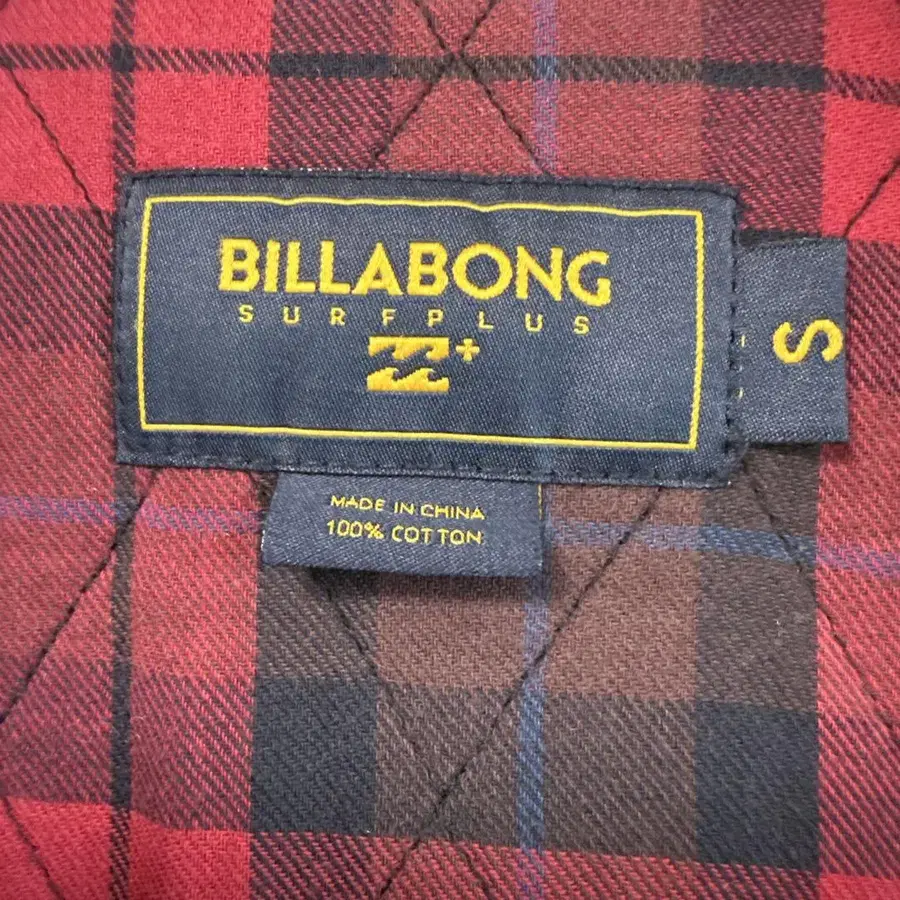 BILLABONG
SURFPLUS
S
MADE IN CHINA
100% COTTON